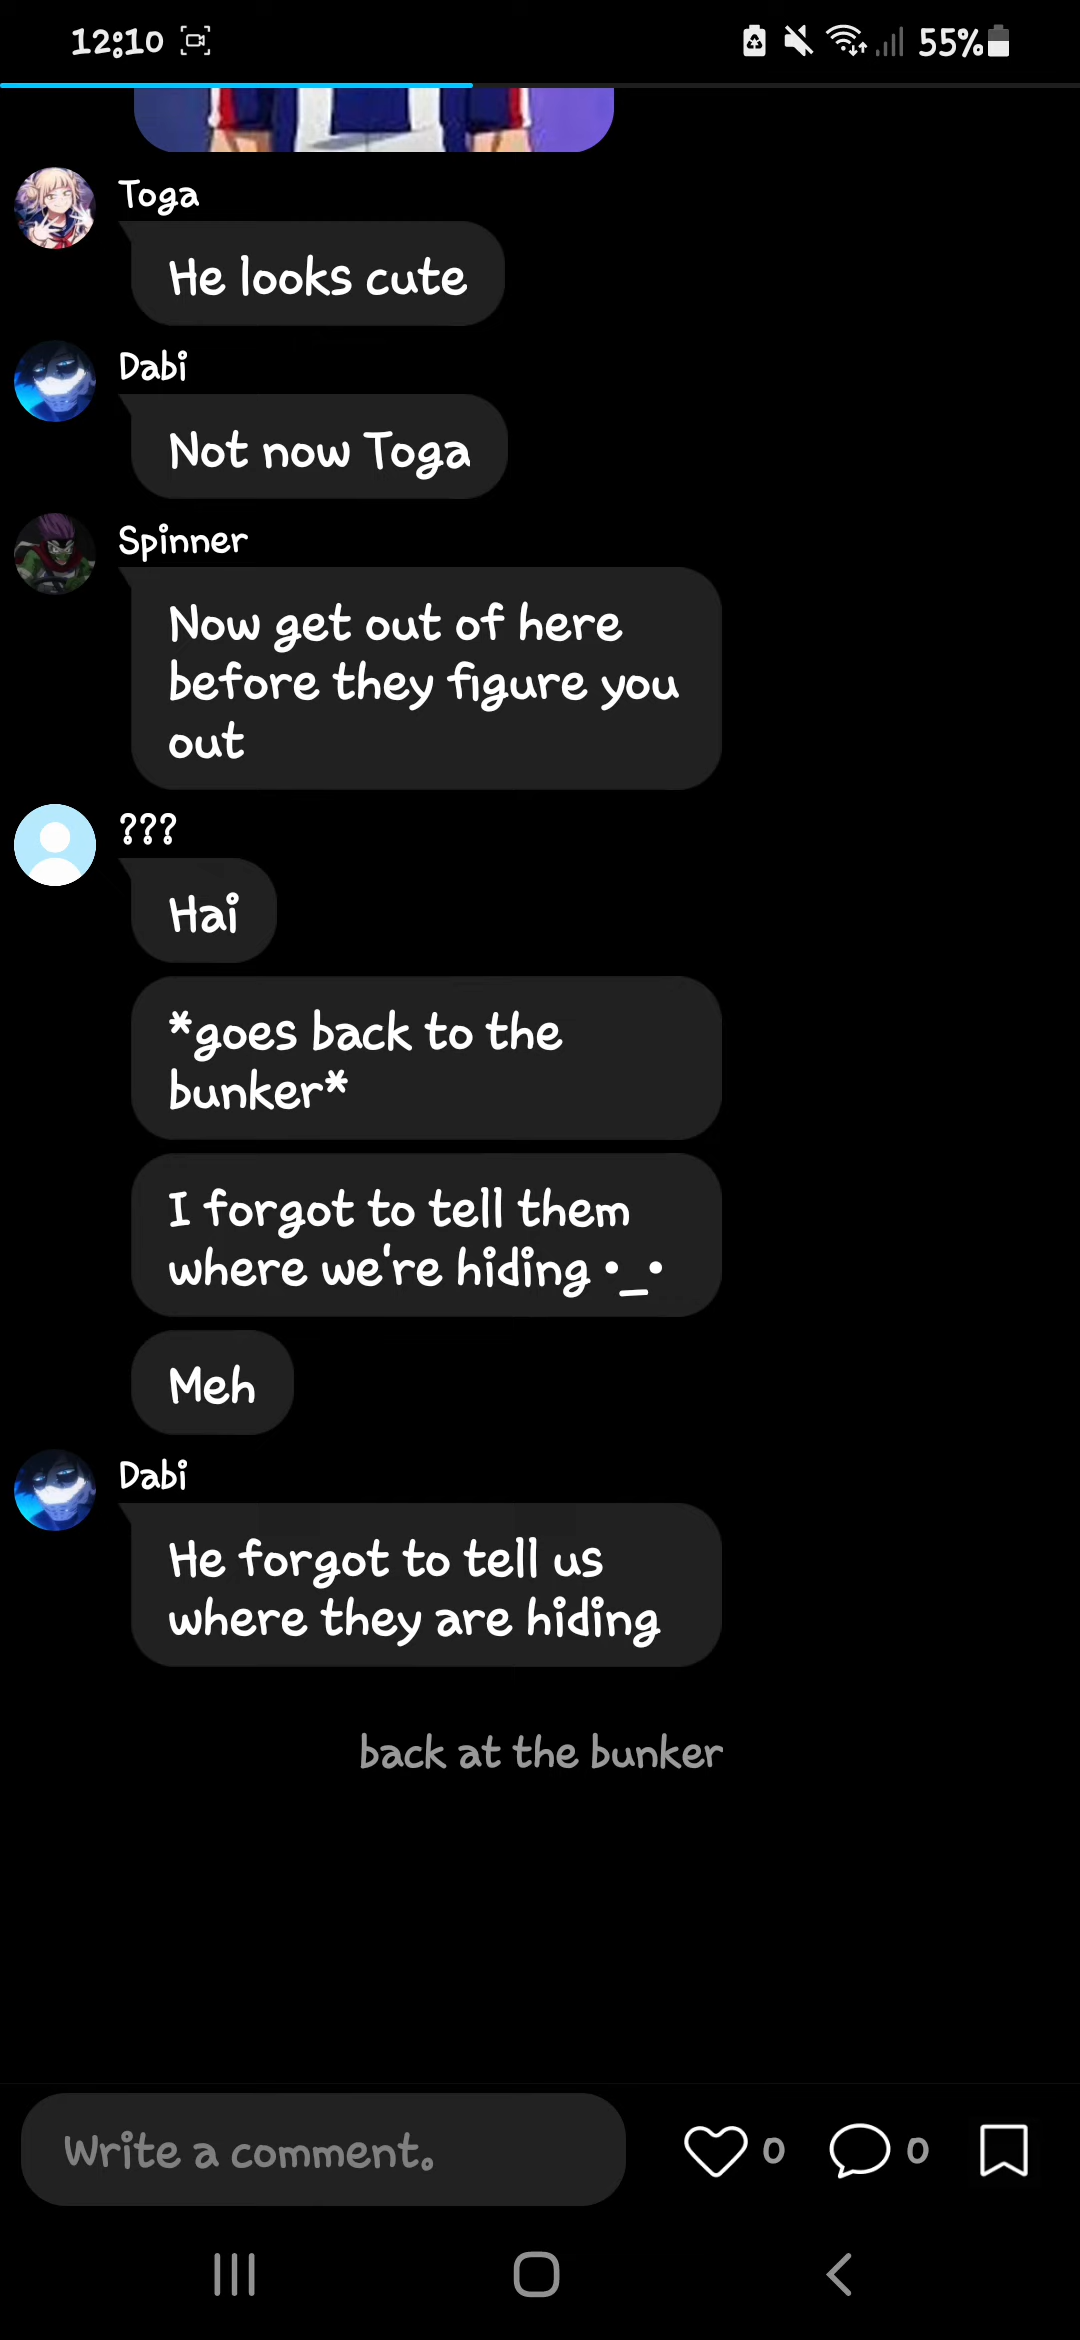 12:10
55%
Toga
He looks cute
Dabi
Not now Toga
Spinner
Now get out of here
before they figure you
out
???
Hai
*goes back to the
bunker*
I forgot to tell them
where we're hiding •_•
Meh
Dabi
He forgot to tell us
where they are hiding
back at the bunker
Write a comment.
0
0